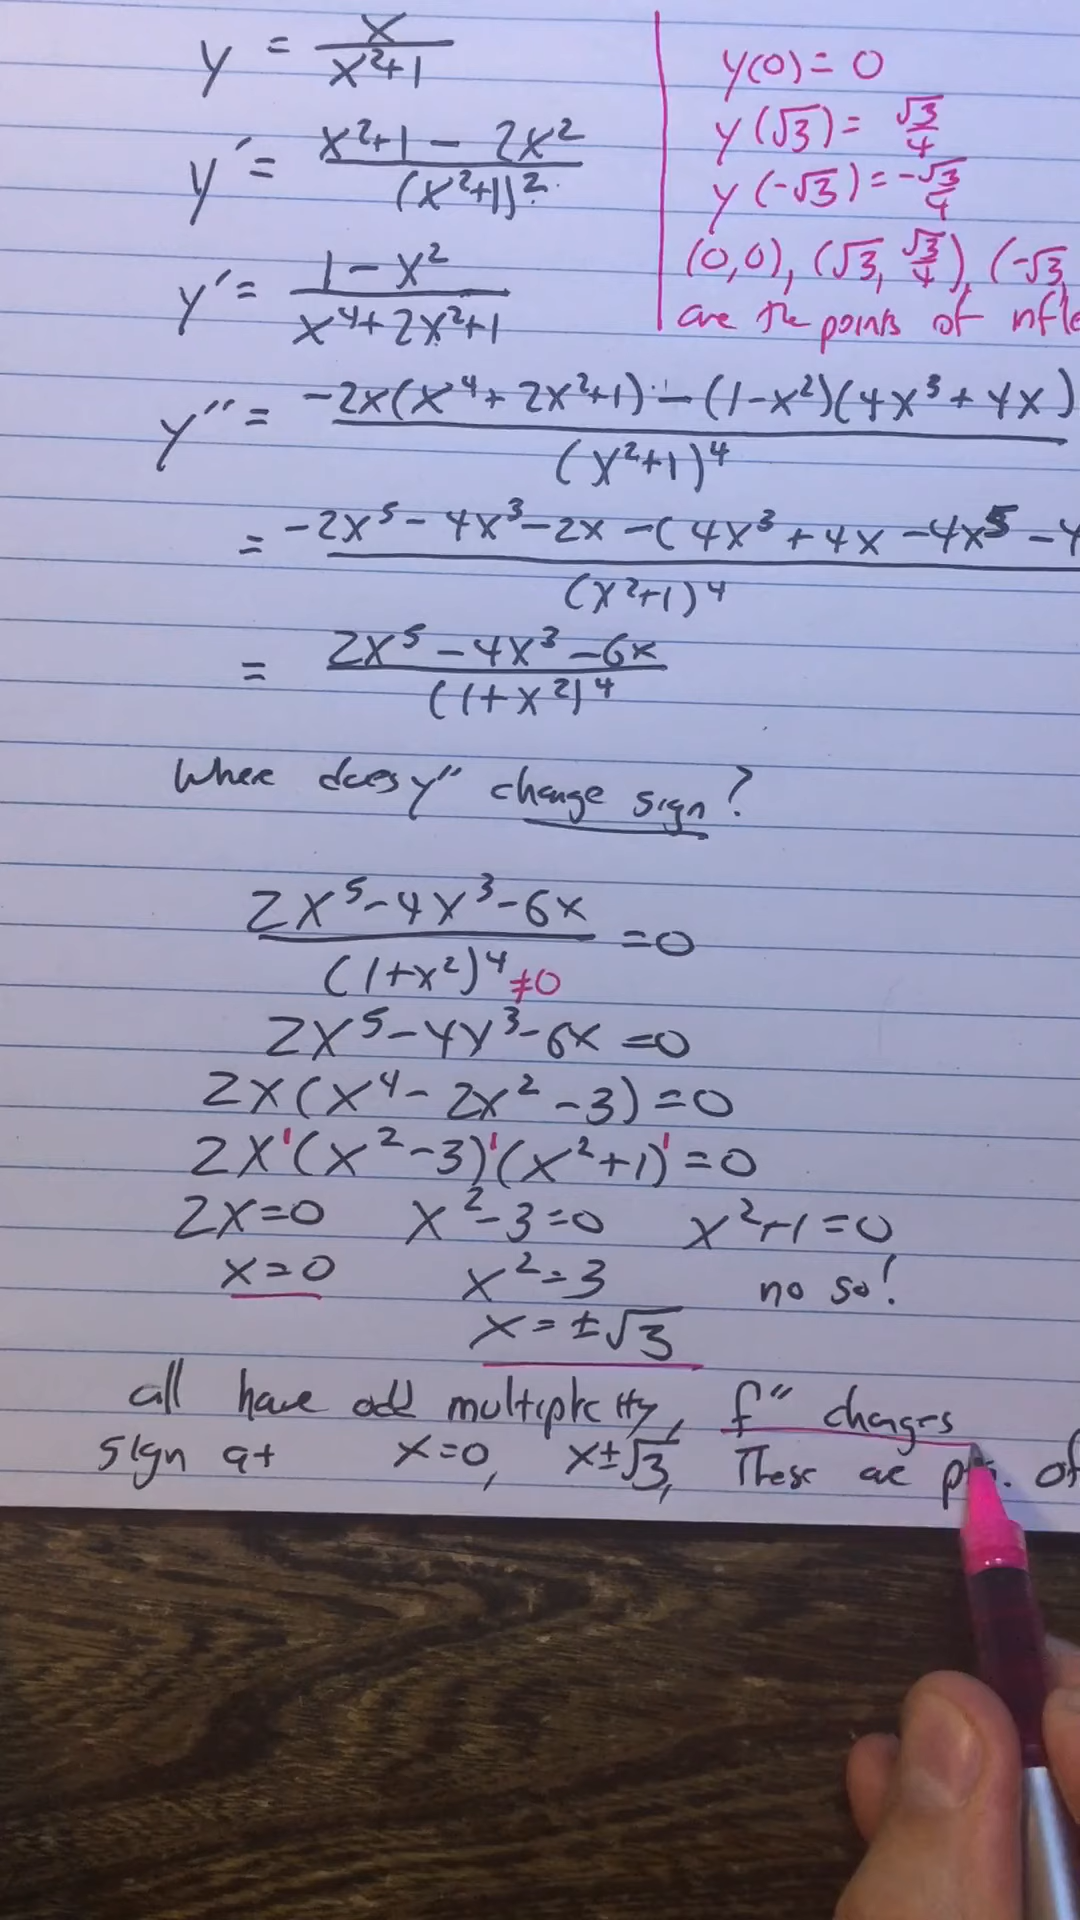 y = x/(x²+1)
y' = (x²+1 - 2x²)/(x²+1)²
y' = (1-x²)/(x⁴+2x²+1)
y(0) = 0
y(√3) = √3/4
y(-√3) = -√3/4
(0,0), (√3, √3/4), (-√3
are the points of infle
y'' = (-2x(x⁴+2x²+1) - (1-x²)(4x³+4x))/(x²+1)⁴
= (-2x⁵ - 4x³ - 2x - (4x³ + 4x - 4x⁵ - 4)/(x²+1)⁴
= (2x⁵ - 4x³ - 6x)/(1+x²)⁴
Where does y'' change sign?
(2x⁵ - 4x³ - 6x)/(1+x²)⁴ = 0
≠0
2x⁵ - 4x³ - 6x = 0
2x(x⁴ - 2x² - 3) = 0
2x'(x² - 3)'(x² + 1)' = 0
2x=0 x²-3=0 x²+1=0
x=0 x²=3 no so!
x=±√3
all have odd multiplicity, f'' changes
sign at x=0, x±√3, These are pts. of